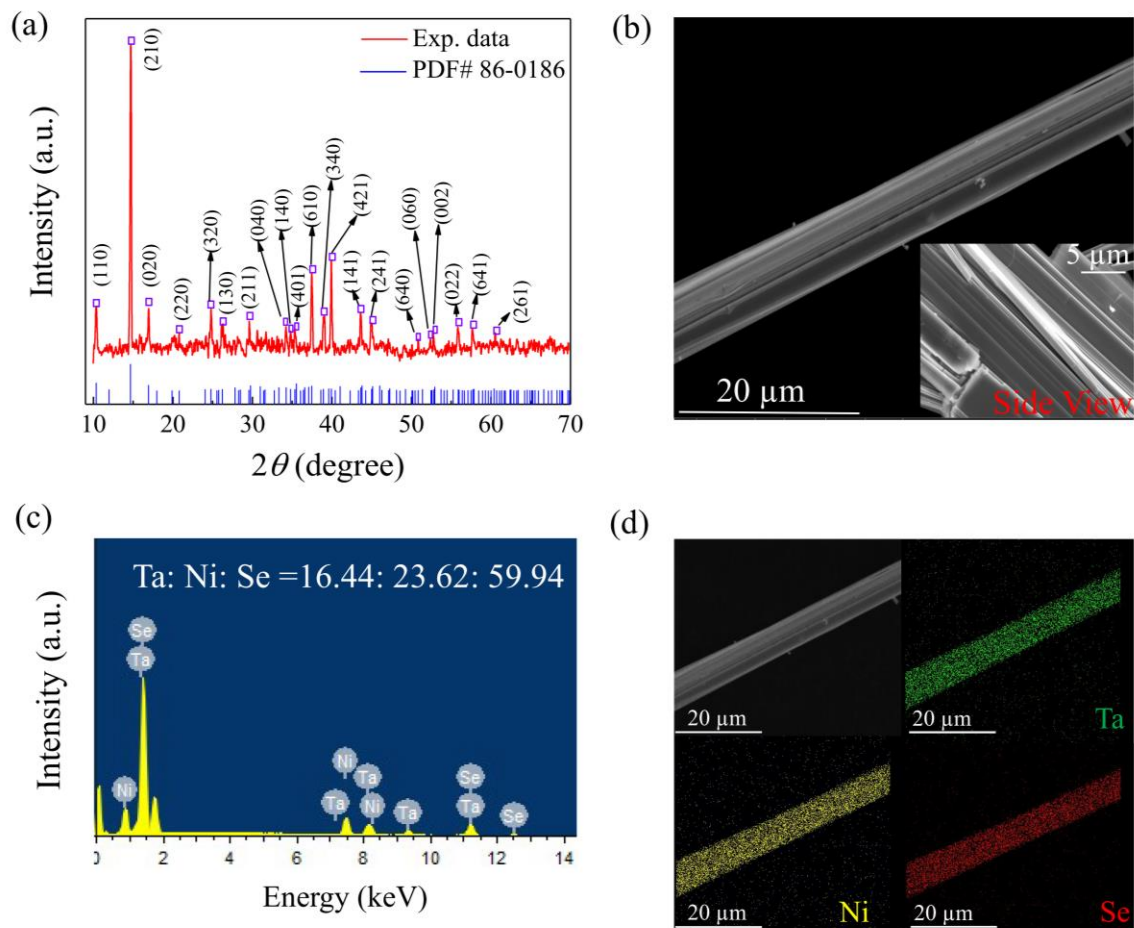 (a)
Exp. data
PDF# 86-0186
(110)
(210)
(020)
(220)
(320)
(130)
(211)
(040)
(140)
(401)
(610)
(340)
(421)
(141)
(241)
(640)
(060)
(002)
(022)
(641)
(261)
Intensity (a.u.)
10 20 30 40 50 60 70
2θ (degree)
(b)
20 µm
5 µm
Side View
(c)
Ta: Ni: Se =16.44: 23.62: 59.94
Se
Ta
Ni
Ni
Ta
Ta
Ni
Ta
Se
Ta
Se
Intensity (a.u.)
0 2 4 6 8 10 12 14
Energy (keV)
(d)
20 µm
20 µm
Ta
20 µm
Ni
20 µm
Se